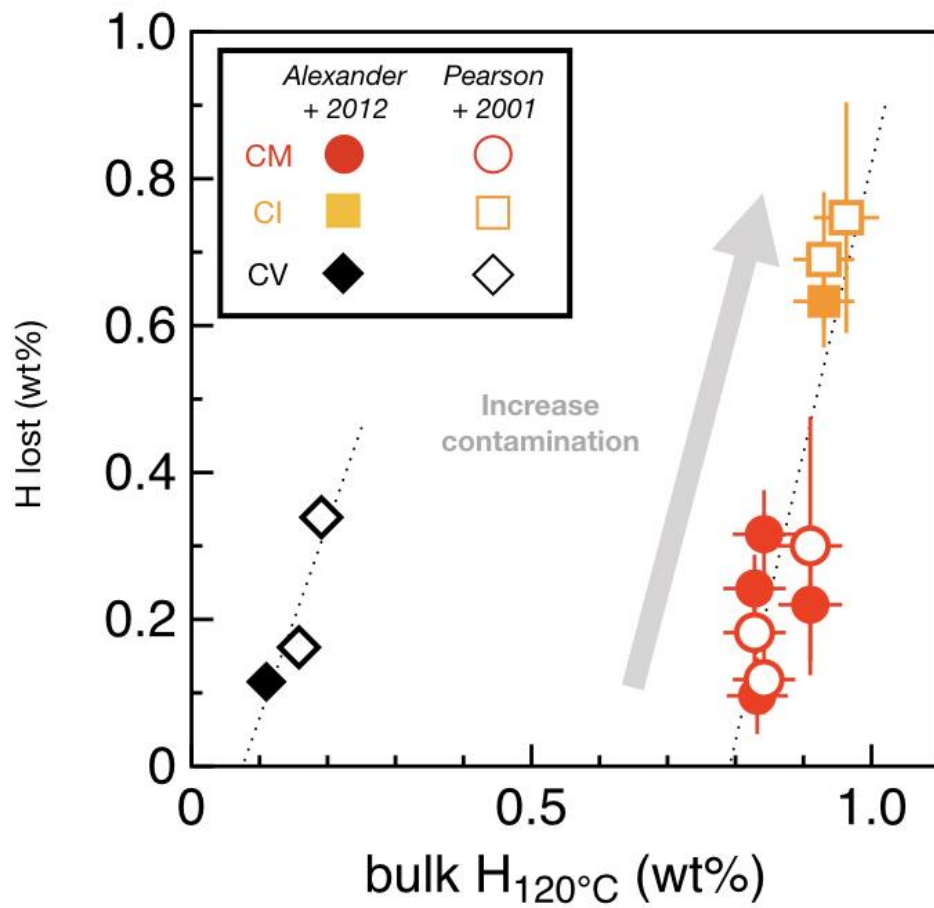 1.0
0.8
0.6
0.4
0.2
0
H lost (wt%)
Alexander Pearson
+ 2012 + 2001
CM
CI
CV
Increase
contamination
0 0.5 1.0
bulk H120°C (wt%)